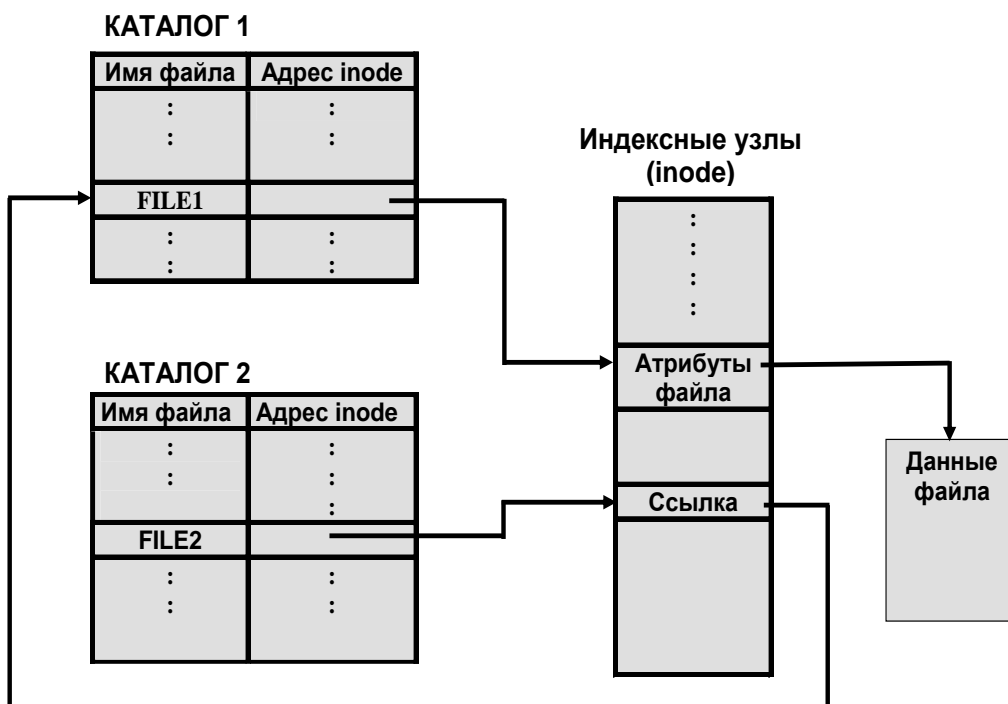 КАТАЛОГ 1
Имя файла Адрес inode
: :
: :
FILE1
: :
: :
Индексные узлы
(inode)
:
:
:
:
Атрибуты
файла
Ссылка
Данные
файла
КАТАЛОГ 2
Имя файла Адрес inode
: :
: :
:
FILE2
: :
: :